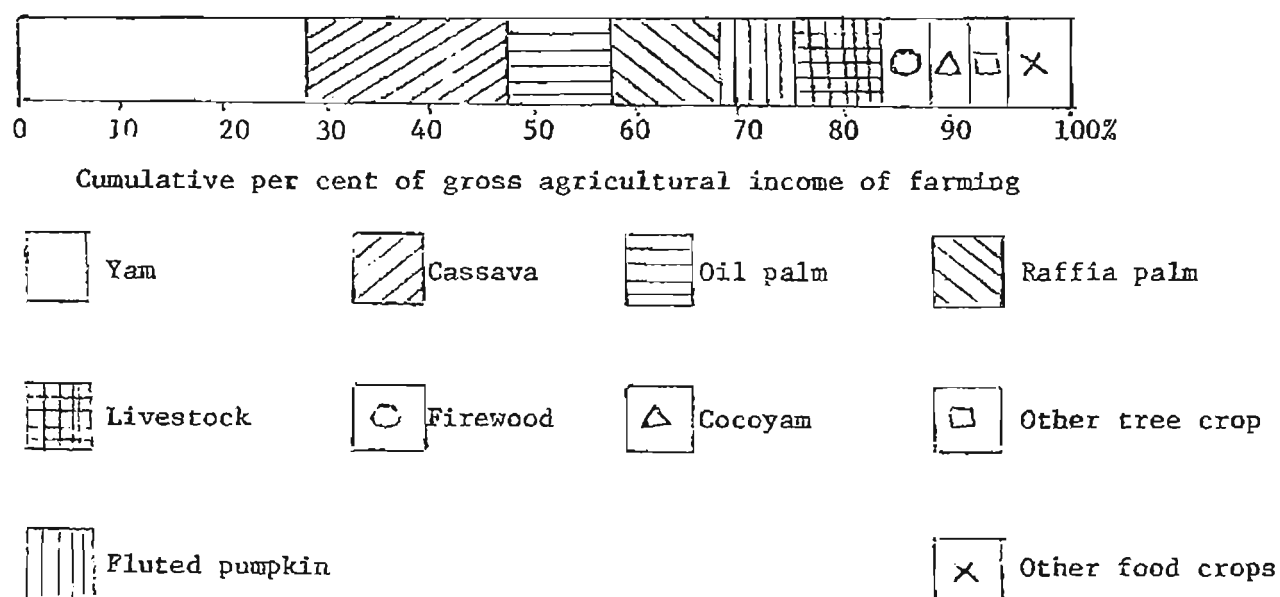 0 10 20 30 40 50 60 70 80 90 100%
Cumulative per cent of gross agricultural income of farming
Yam Cassava Oil palm Raffia palm
Livestock Firewood Cocoyam Other tree crop
Fluted pumpkin Other food crops